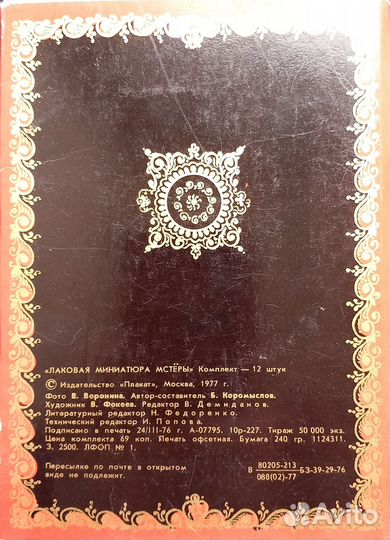 «ЛАКОВАЯ МИНИАТЮРА МСТЁРЫ» Комплект — 12 штук
© Издательство «Плакат», Москва, 1977 г.
Фото В. Воронина. Автор-составитель Б. Коромыслов.
Художник В. Фокеев. Редактор В. Демиданов.
Литературный редактор Н. Федоренко.
Технический редактор И. Попова.
Подписано в печать 24/III-76 г. А-07795. 10р-227. Тираж 50 000 экз.
Цена комплекта 69 коп. Печать офсетная. Бумага 240 гр. 1124311.
З. 2500. ЛФОП № 1.
Пересылке по почте в открытом
виде не подлежит.
В 80205-213 БЗ-39-29-76
088(02)-77
Avito